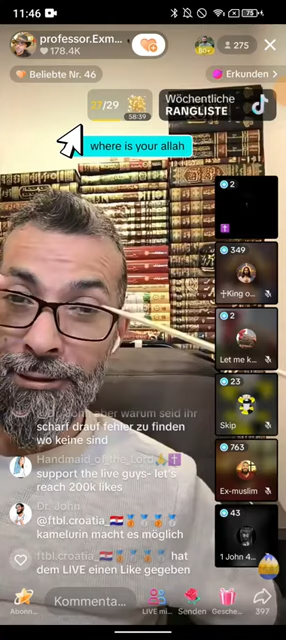 11:46
75
professor.Exm...
178.4K
80+
275
Beliebte Nr. 46
Erkunden
27/29
58:39
Wöchentliche
RANGLISTE
where is your allah
2
349
King o...
2
Let me k...
23
Skip
763
Ex-muslim
43
1 John 4...
aber warum seid ihr
scharf drauf fehler zu finden
wo keine sind
Handmaid of the Lord
support the live guys- let's
reach 200k likes
Dr. John
@ftbl.croatia_
kamelurin macht es möglich
ftbl.croatia_ hat
dem LIVE einen Like gegeben
Abonn...
Kommenta...
LIVE mi...
Senden
Gesche...
397